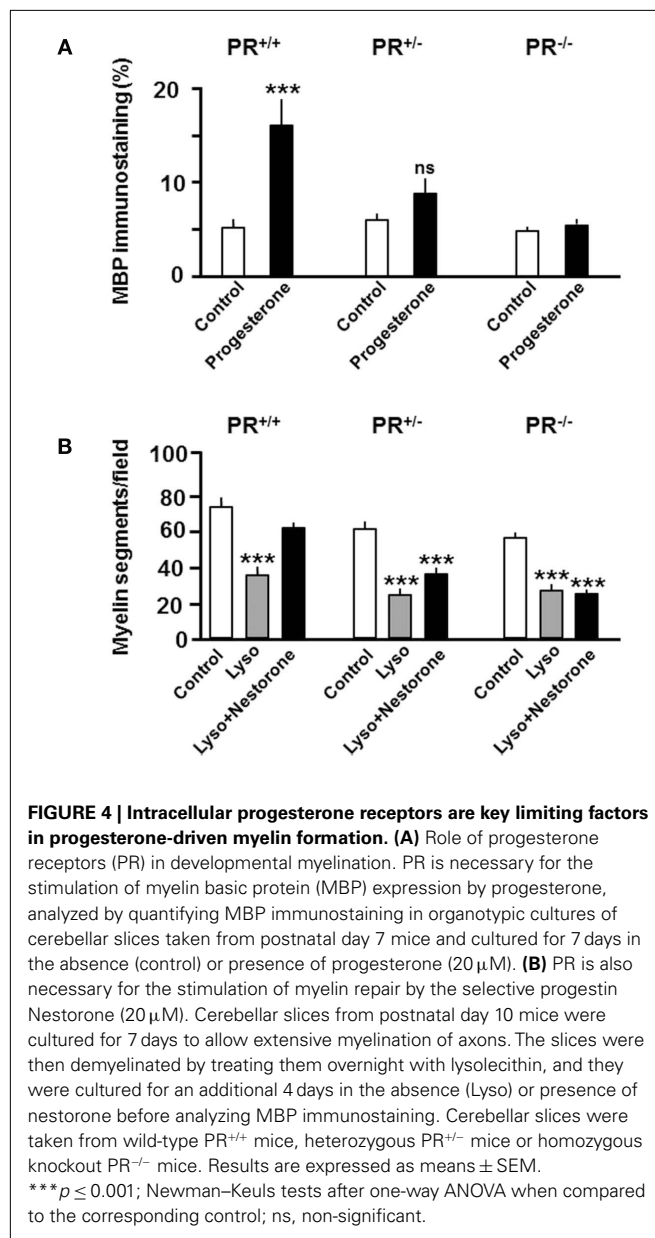 A
PR+/+ PR+/- PR-/-
MBP immunostaining (%)
20
10
0
***
ns
Control
Progesterone
Control
Progesterone
Control
Progesterone
B
PR+/+ PR+/- PR-/-
Myelin segments/field
100
80
60
40
20
0
***
***
***
***
***
Control
Lyso
Lyso+Nestorone
Control
Lyso
Lyso+Nestorone
Control
Lyso
Lyso+Nestorone
FIGURE 4 | Intracellular progesterone receptors are key limiting factors
in progesterone-driven myelin formation. (A) Role of progesterone
receptors (PR) in developmental myelination. PR is necessary for the
stimulation of myelin basic protein (MBP) expression by progesterone,
analyzed by quantifying MBP immunostaining in organotypic cultures of
cerebellar slices taken from postnatal day 7 mice and cultured for 7 days in
the absence (control) or presence of progesterone (20 μM). (B) PR is also
necessary for the stimulation of myelin repair by the selective progestin
Nestorone (20 μM). Cerebellar slices from postnatal day 10 mice were
cultured for 7 days to allow extensive myelination of axons. The slices were
then demyelinated by treating them overnight with lysolecithin, and they
were cultured for an additional 4 days in the absence (Lyso) or presence of
nestorone before analyzing MBP immunostaining. Cerebellar slices were
taken from wild-type PR+/+ mice, heterozygous PR+/− mice or homozygous
knockout PR−/− mice. Results are expressed as means ± SEM.
***p ≤ 0.001; Newman–Keuls tests after one-way ANOVA when compared
to the corresponding control; ns, non-significant.